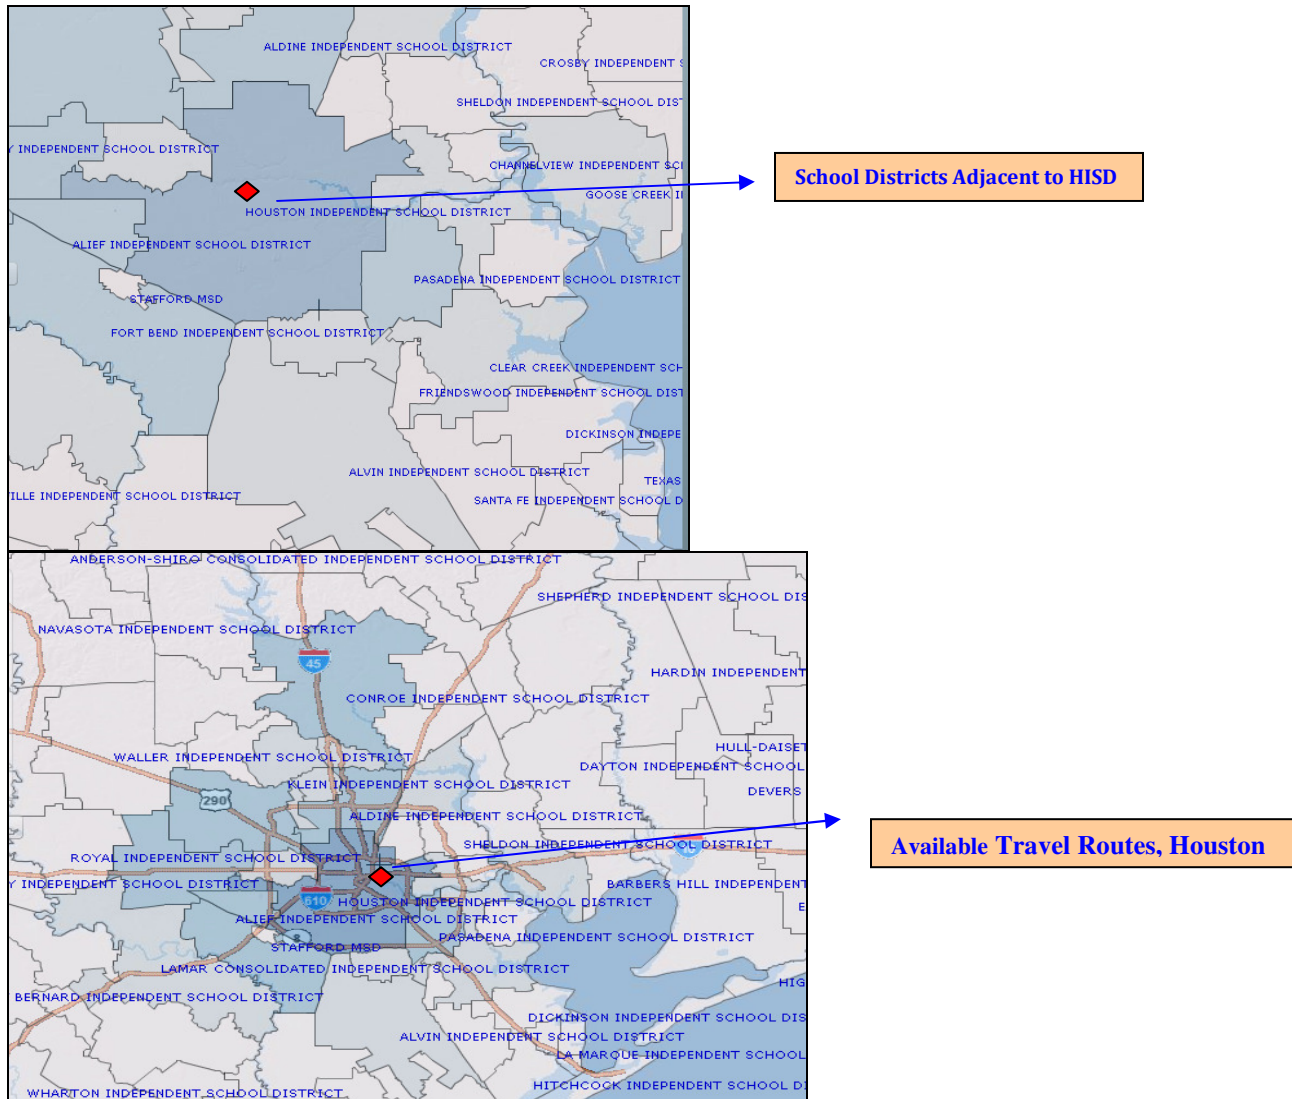 ALDINE INDEPENDENT SCHOOL DISTRICT
CROSBY INDEPENDENT S
SHELDON INDEPENDENT SCHOOL DIST
Y INDEPENDENT SCHOOL DISTRICT
CHANNELVIEW INDEPENDENT SCI
School Districts Adjacent to HISD
GOOSE CREEK I
HOUSTON INDEPENDENT SCHOOL DISTRICT
ALIEF INDEPENDENT SCHOOL DISTRICT
PASADENA INDEPENDENT SCHOOL DISTRICT
STAFFORD MSD
FORT BEND INDEPENDENT SCHOOL DISTRICT
CLEAR CREEK INDEPENDENT SCH
FRIENDSWOOD INDEPENDENT SCHOOL DIST
DICKINSON INDEPE
ALVIN INDEPENDENT SCHOOL DISTRICT
TEXAS
VILLE INDEPENDENT SCHOOL DISTRICT
SANTA FE INDEPENDENT SCHOOL D
ANDERSON-SHIRO CONSOLIDATED INDEPENDENT SCHOOL DISTRICT
SHEPHERD INDEPENDENT SCHOOL DIS
NAVASOTA INDEPENDENT SCHOOL DISTRICT
45
HARDIN INDEPENDENT
CONROE INDEPENDENT SCHOOL DISTRICT
HULL-DAISET
WALLER INDEPENDENT SCHOOL DISTRICT
DAYTON INDEPENDENT SCHOOL
KLEIN INDEPENDENT SCHOOL DISTRICT
DEVERS
290
ALDINE INDEPENDENT SCHOOL DISTRICT
SHELDON INDEPENDENT SCHOOL DISTRICT
Available Travel Routes, Houston
ROYAL INDEPENDENT SCHOOL DISTRICT
Y INDEPENDENT SCHOOL DISTRICT
BARBERS HILL INDEPENDENT
610
HOUSTON INDEPENDENT SCHOOL DISTRICT
E
ALIEF INDEPENDENT SCHOOL DISTRICT
8
PASADENA INDEPENDENT SCHOOL DISTRICT
STAFFORD MSD
LAMAR CONSOLIDATED INDEPENDENT SCHOOL DISTRICT
HIG
BERNARD INDEPENDENT SCHOOL DISTRICT
DICKINSON INDEPENDENT SCHOOL DIS
ALVIN INDEPENDENT SCHOOL DISTRICT
LA MARQUE INDEPENDENT SCHOOL
HITCHCOCK INDEPENDENT SCHOOL DI
WHARTON INDEPENDENT SCHOOL DISTRICT